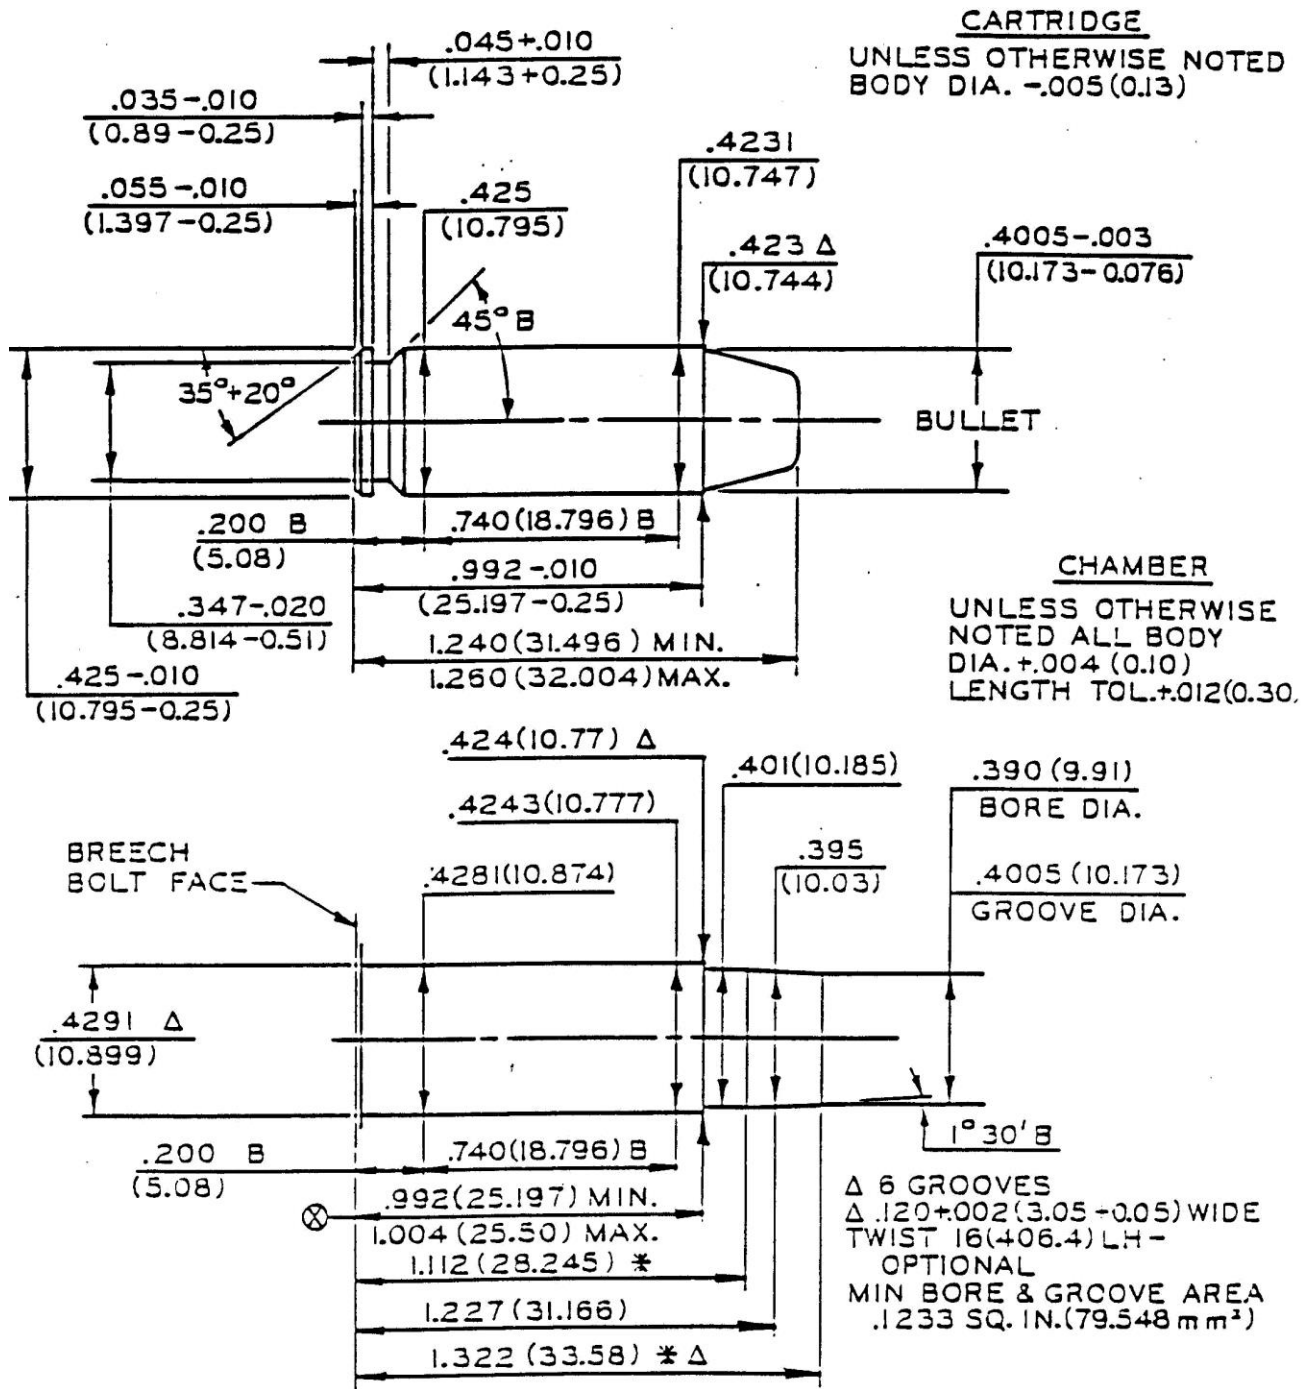 CARTRIDGE
UNLESS OTHERWISE NOTED
BODY DIA. -.005(0.13)
.045+.010
(1.143+0.25)
.035-.010
(0.89-0.25)
.055-.010
(1.397-0.25)
.425
(10.795)
.4231
(10.747)
.423 Δ
(10.744)
.4005-.003
(10.173-0.076)
45° B
35°+20°
BULLET
.200 B
(5.08)
.740(18.796) B
.992-.010
(25.197-0.25)
.347-.020
(8.814-0.51)
1.240(31.496) MIN.
1.260(32.004) MAX.
.425-.010
(10.795-0.25)
CHAMBER
UNLESS OTHERWISE
NOTED ALL BODY
DIA.+.004 (0.10)
LENGTH TOL.+.012(0.30,
.424(10.77) Δ
.4243(10.777)
.4281(10.874)
.401(10.185)
.395
(10.03)
.390 (9.91)
BORE DIA.
.4005 (10.173)
GROOVE DIA.
BREECH
BOLT FACE
.4291 Δ
(10.899)
1°30' B
.200 B
(5.08)
.740(18.796) B
⊗ .992(25.197) MIN.
1.004 (25.50) MAX.
1.112 (28.245) *
1.227 (31.166)
1.322 (33.58) * Δ
Δ 6 GROOVES
Δ .120+.002(3.05+0.05) WIDE
TWIST 16(406.4) LH-
OPTIONAL
MIN BORE & GROOVE AREA
.1233 SQ. IN.(79.548mm²)